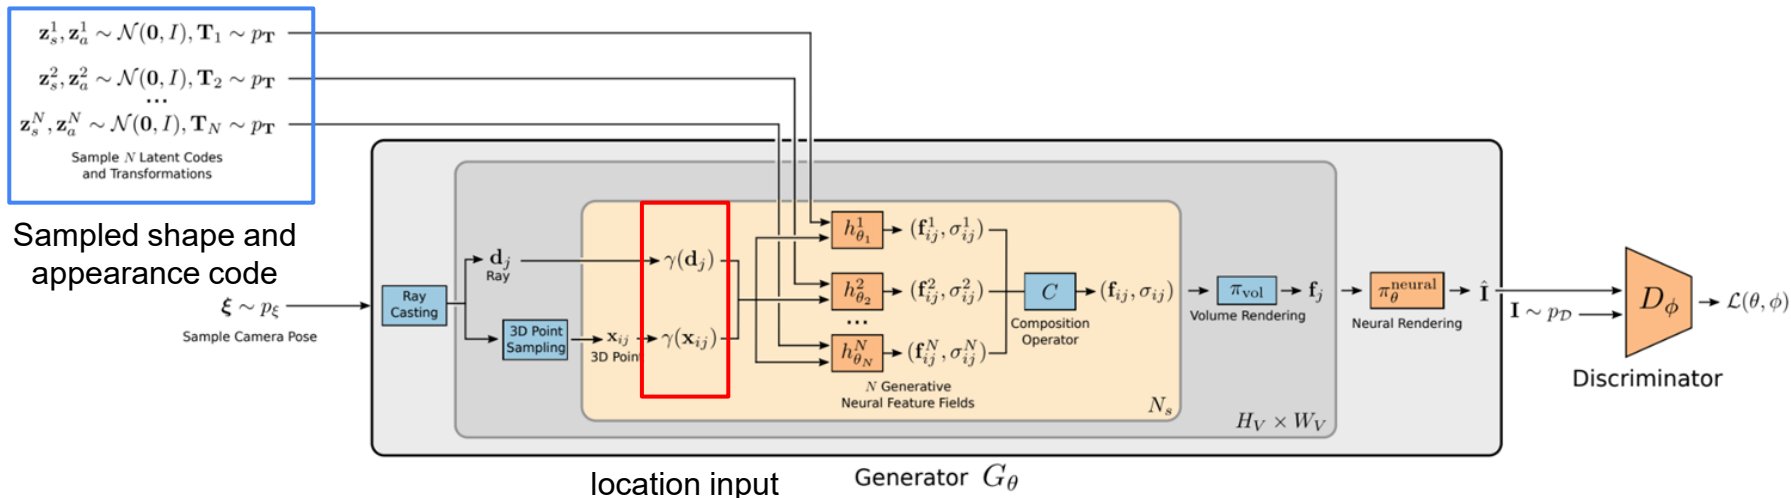 z_s^1, z_a^1 ∼ N(0, I), T_1 ∼ p_T
z_s^2, z_a^2 ∼ N(0, I), T_2 ∼ p_T
...
z_s^N, z_a^N ∼ N(0, I), T_N ∼ p_T
Sample N Latent Codes
and Transformations
Sampled shape and
appearance code
ξ ∼ p_ξ
Sample Camera Pose
Ray
Casting
d_j
Ray
3D Point
Sampling
x_ij
3D Point
γ(d_j)
γ(x_ij)
location input
h_θ_1^1
(f_ij^1, σ_ij^1)
h_θ_2^2
(f_ij^2, σ_ij^2)
...
h_θ_N^N
(f_ij^N, σ_ij^N)
N Generative
Neural Feature Fields
C
Composition
Operator
(f_ij, σ_ij)
N_s
π_vol
Volume Rendering
f_j
H_V × W_V
π_θ^neural
Neural Rendering
Î
Generator G_θ
I ∼ p_D
D_ϕ
Discriminator
L(θ, ϕ)